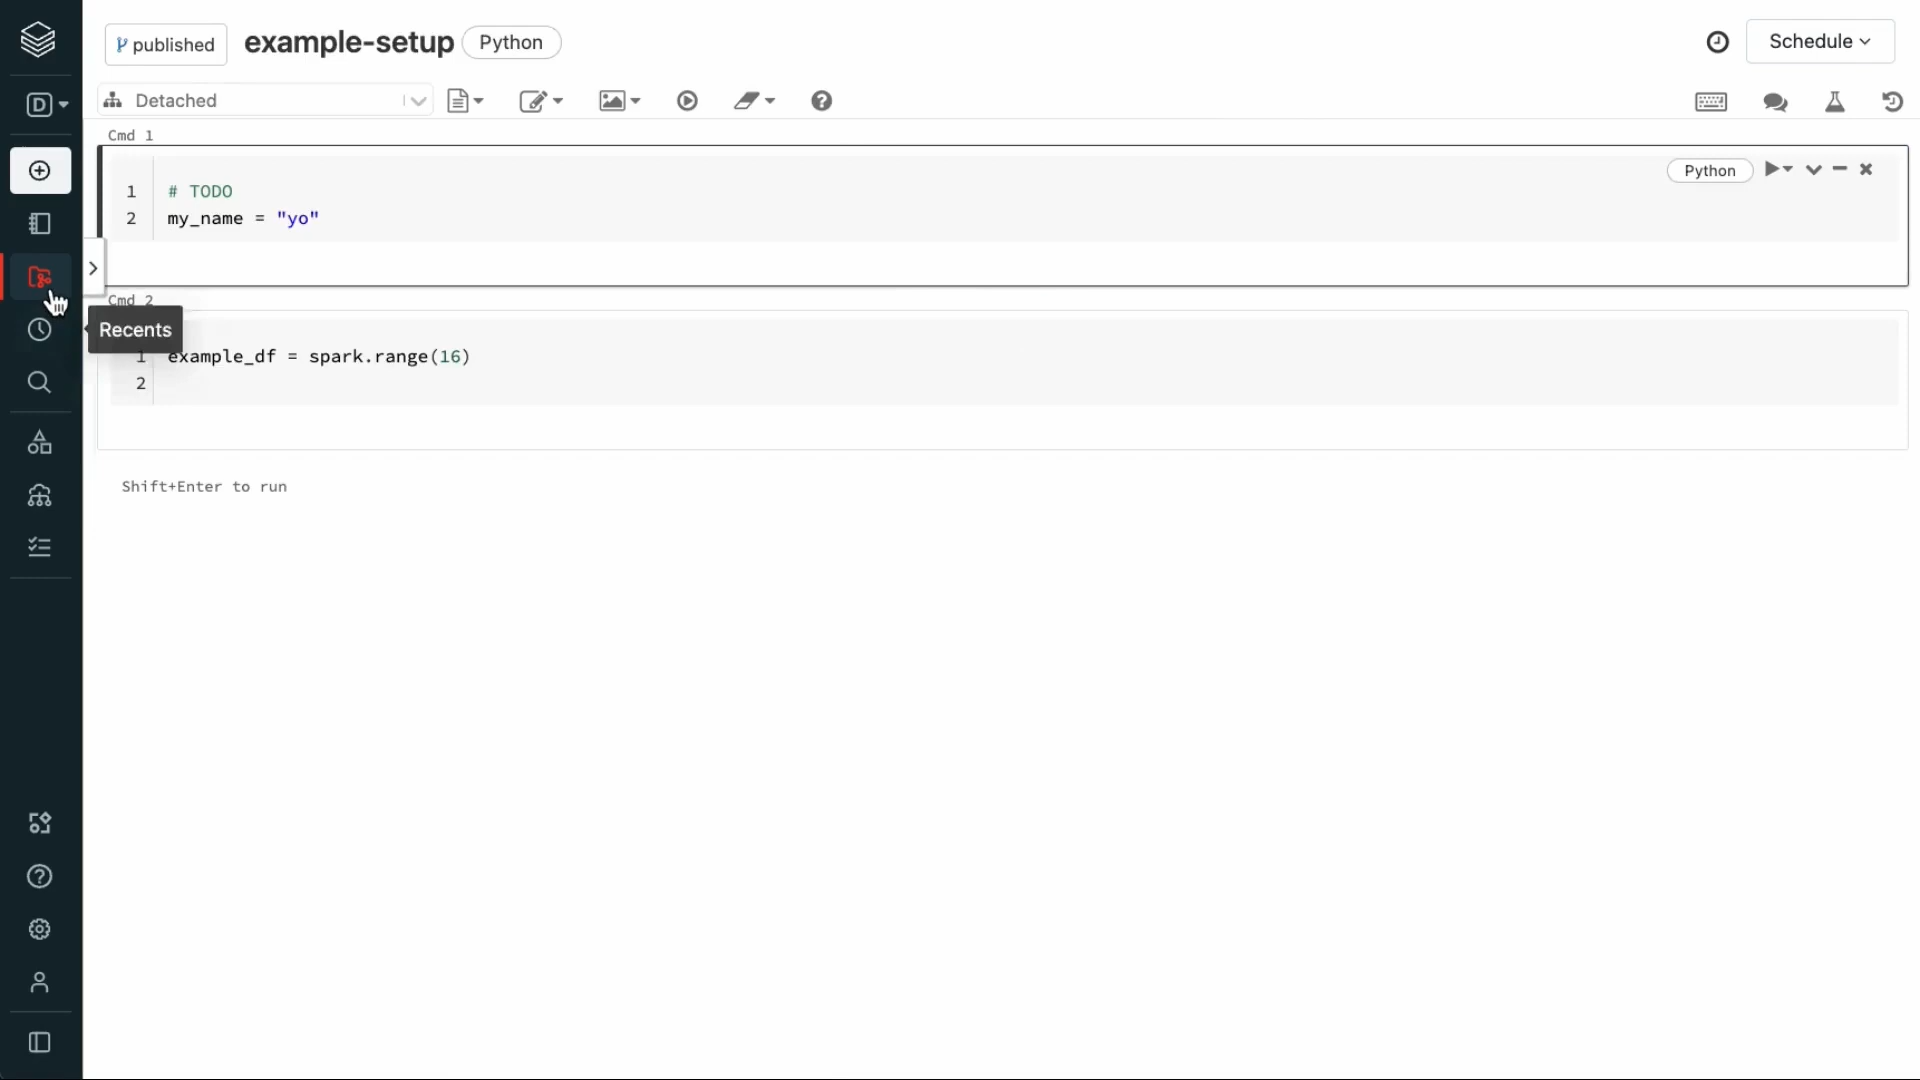 published example-setup Python
Schedule
D
Detached
Cmd 1
Python
1 # TODO
2 my_name = "yo"
Cmd 2
Recents
1 example_df = spark.range(16)
2
Shift+Enter to run